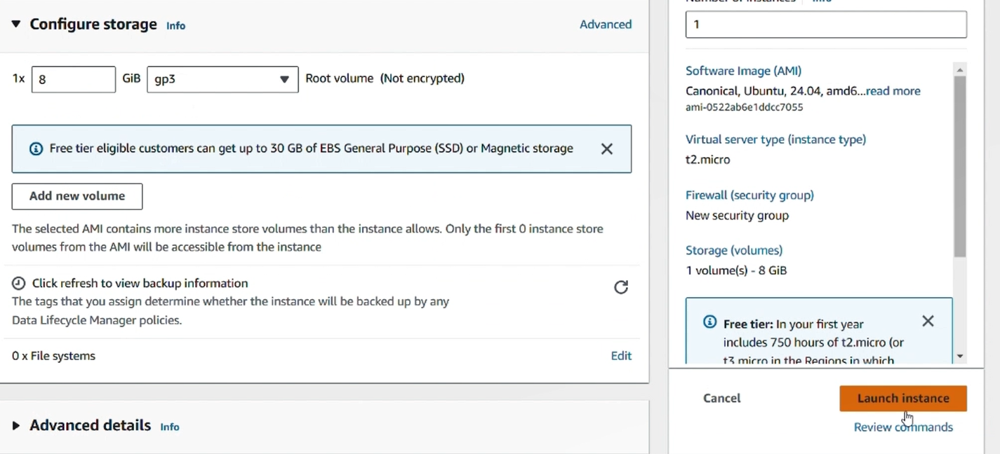 Configure storage Info
Advanced
1x 8 GiB gp3 Root volume (Not encrypted)
Free tier eligible customers can get up to 30 GB of EBS General Purpose (SSD) or Magnetic storage
Add new volume
The selected AMI contains more instance store volumes than the instance allows. Only the first 0 instance store
volumes from the AMI will be accessible from the instance
Click refresh to view backup information
The tags that you assign determine whether the instance will be backed up by any
Data Lifecycle Manager policies.
0 x File systems
Edit
Advanced details Info
Number of instances Info
1
Software Image (AMI)
Canonical, Ubuntu, 24.04, amd6...read more
ami-0522ab6e1ddcc7055
Virtual server type (instance type)
t2.micro
Firewall (security group)
New security group
Storage (volumes)
1 volume(s) - 8 GiB
Free tier: In your first year
includes 750 hours of t2.micro (or
t3.micro in the Regions in which
Cancel
Launch instance
Review commands